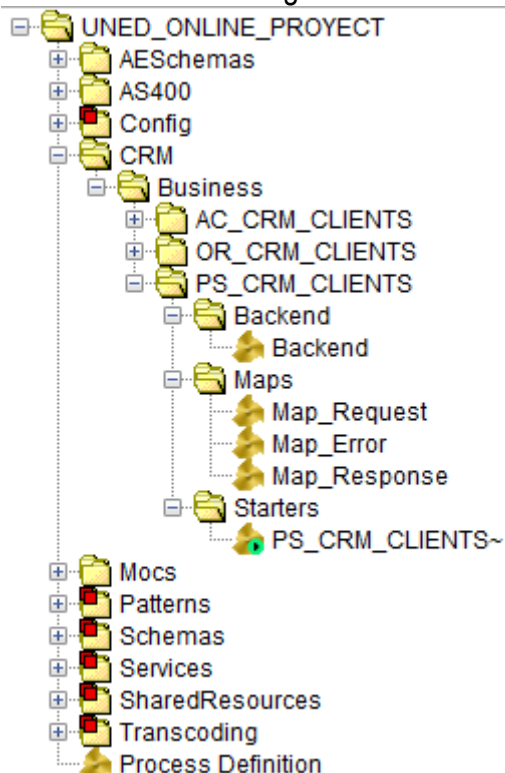 UNED_ONLINE_PROYECT
AESchemas
AS400
Config
CRM
Business
AC_CRM_CLIENTS
OR_CRM_CLIENTS
PS_CRM_CLIENTS
Backend
Backend
Maps
Map_Request
Map_Error
Map_Response
Starters
PS_CRM_CLIENTS~
Mocs
Patterns
Schemas
Services
SharedResources
Transcoding
Process Definition